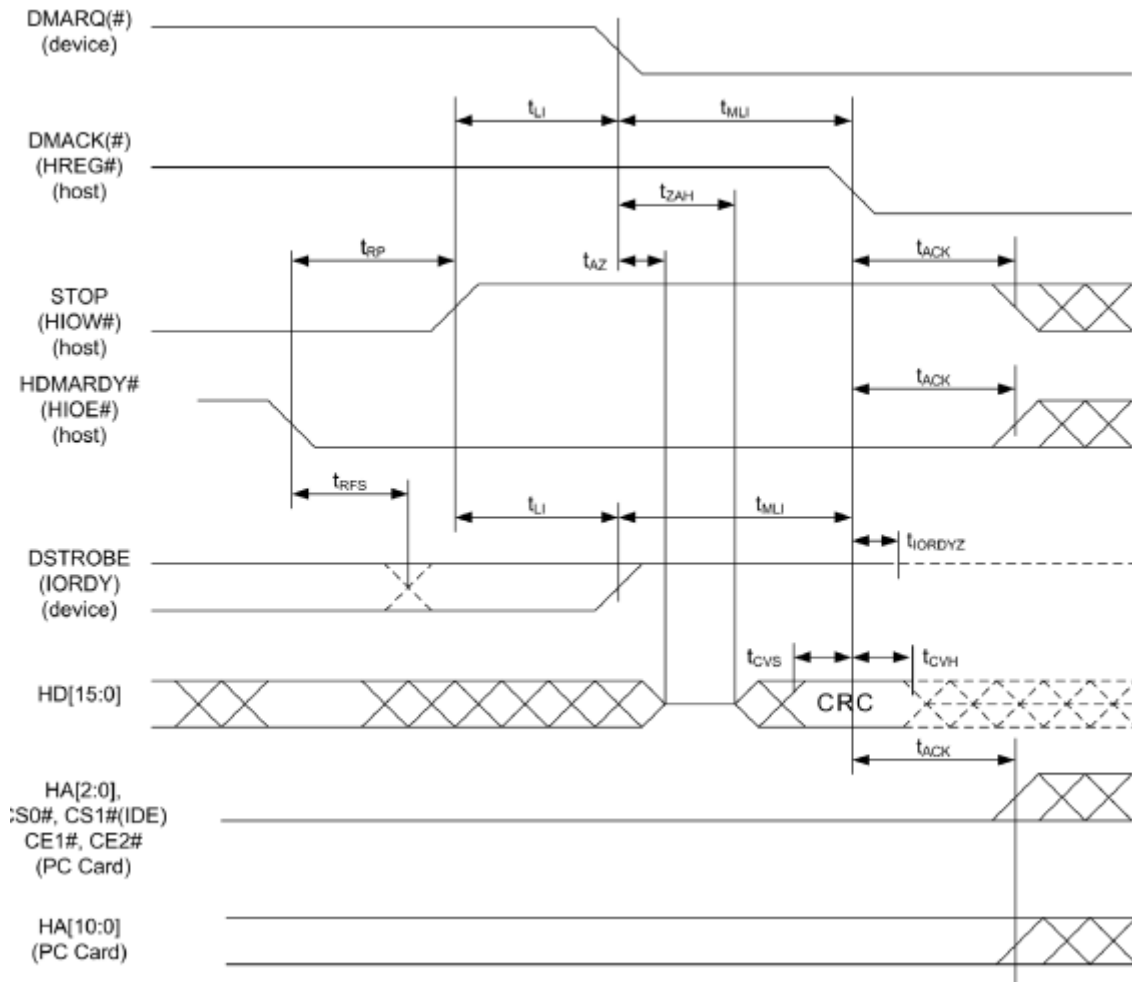 DMARQ(#)
(device)
tLI
tMLI
DMACK(#)
(HREG#)
(host)
tZAH
tRP
tAZ
tACK
STOP
(HIOW#)
(host)
HDMARDY#
(HIOE#)
(host)
tACK
tRFS
tLI
tMLI
tIORDYZ
DSTROBE
(IORDY)
(device)
tCVS
tCVH
HD[15:0]
CRC
tACK
HA[2:0],
CS0#, CS1#(IDE)
CE1#, CE2#
(PC Card)
HA[10:0]
(PC Card)